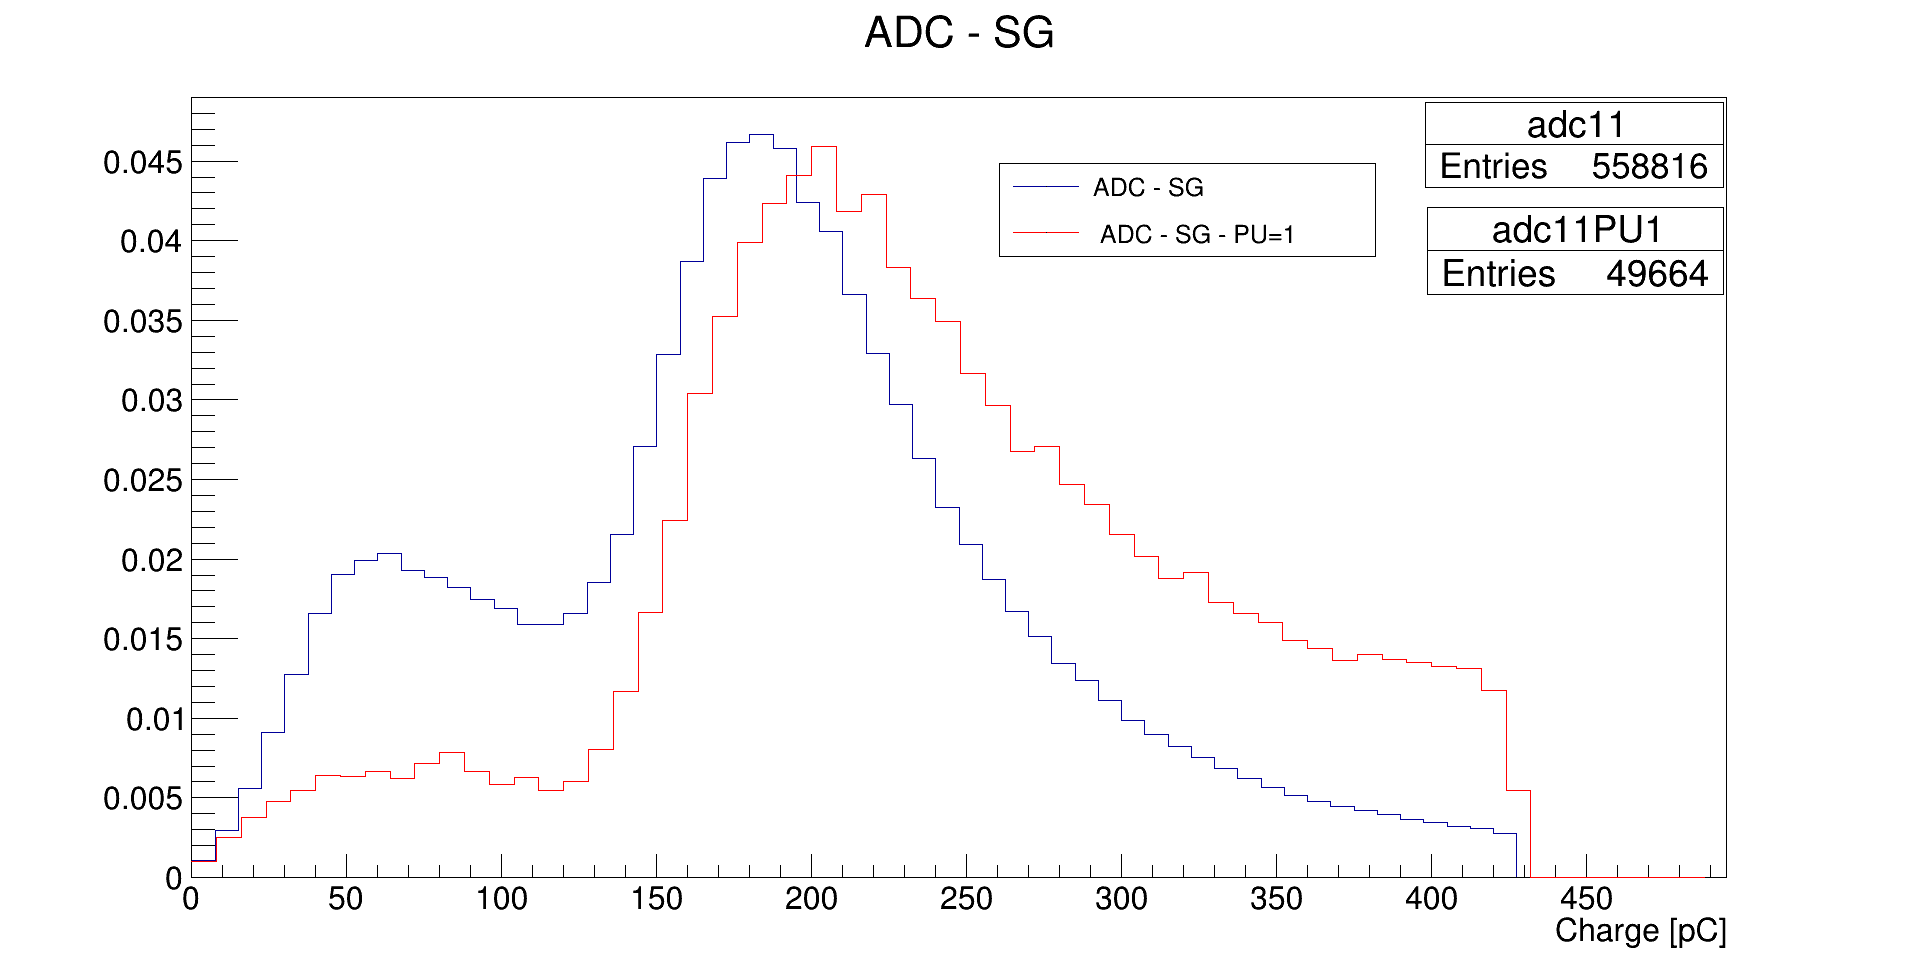 ADC - SG
adc11
Entries 558816
adc11PU1
Entries 49664
ADC - SG
ADC - SG - PU=1
0.045
0.04
0.035
0.03
0.025
0.02
0.015
0.01
0.005
0
0 50 100 150 200 250 300 350 400 450
Charge [pC]